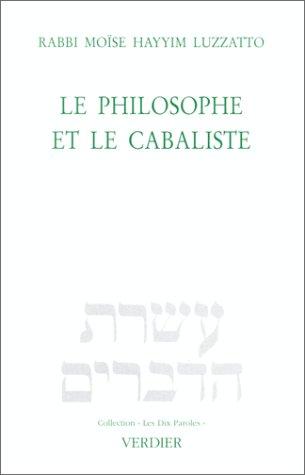 RABBI MOÏSE HAYYIM LUZZATTO
LE PHILOSOPHE
ET LE CABALISTE
עשרת
הדברים
Collection « Les Dix Paroles »
VERDIER